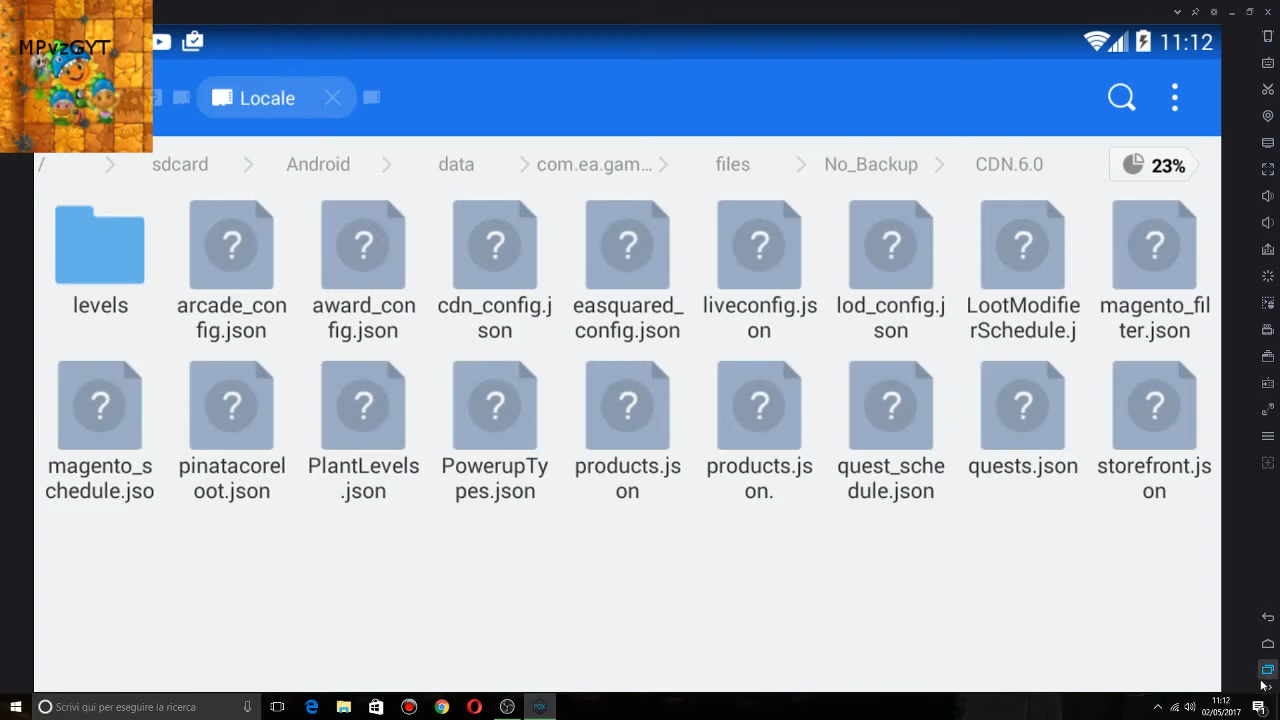 MPvzGYT
11:12
Locale
/ sdcard Android data com.ea.gam... files No_Backup CDN.6.0 23%
levels
arcade_con
fig.json
award_con
fig.json
cdn_config.j
son
easquared_
config.json
liveconfig.js
on
lod_config.j
son
LootModifie
rSchedule.j
magento_fil
ter.json
magento_s
chedule.jso
pinatacorel
oot.json
PlantLevels
.json
PowerupTy
pes.json
products.js
on
products.js
on.
quest_sche
dule.json
quests.json
storefront.js
on
Scrivi qui per eseguire la ricerca
nox
11:12
02/05/2017
1